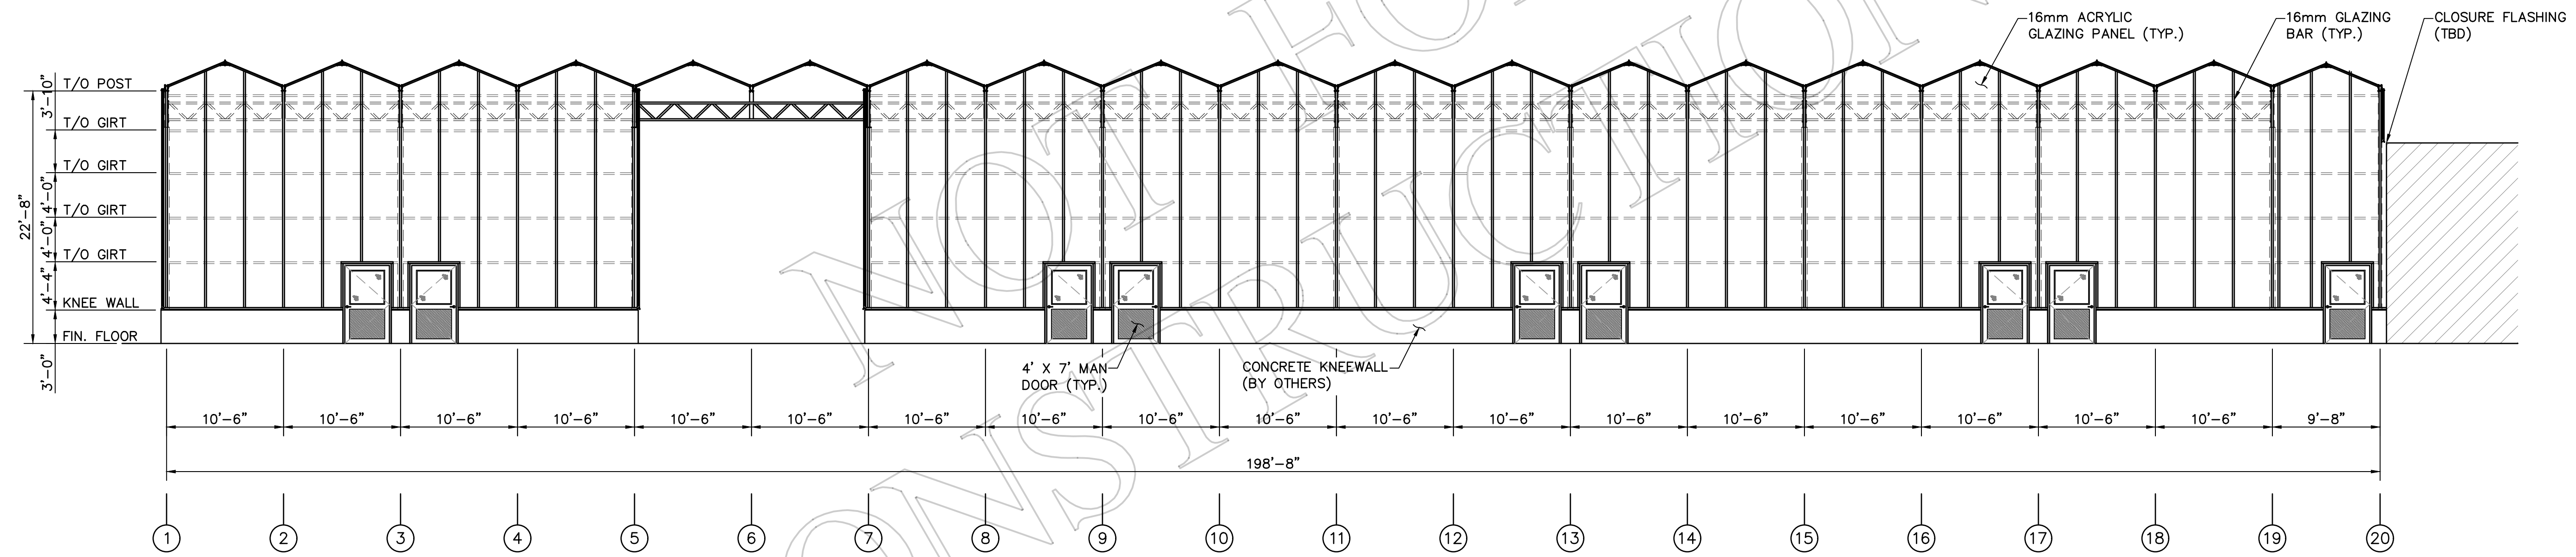 16mm ACRYLIC
GLAZING PANEL (TYP.)
16mm GLAZING
BAR (TYP.)
CLOSURE FLASHING
(TBD)
T/O POST
3'-10"
T/O GIRT
T/O GIRT
4'-0"
T/O GIRT
4'-0"
T/O GIRT
4'-4"
KNEE WALL
FIN. FLOOR
3'-0"
22'-8"
4' X 7' MAN
DOOR (TYP.)
CONCRETE KNEEWALL
(BY OTHERS)
10'-6" 10'-6" 10'-6" 10'-6" 10'-6" 10'-6" 10'-6" 10'-6" 10'-6" 10'-6" 10'-6" 10'-6" 10'-6" 10'-6" 10'-6" 10'-6" 10'-6" 10'-6" 9'-8"
198'-8"
1 2 3 4 5 6 7 8 9 10 11 12 13 14 15 16 17 18 19 20
NOT FO
ONSTRUCTION